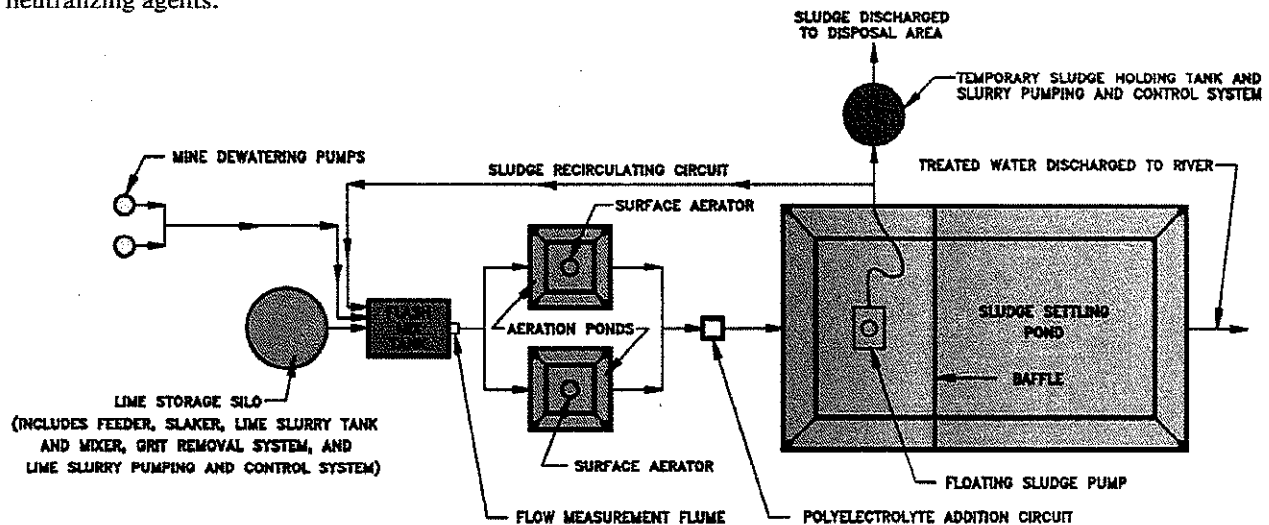 neutralizing agents.
SLUDGE DISCHARGED
TO DISPOSAL AREA
TEMPORARY SLUDGE HOLDING TANK AND
SLURRY PUMPING AND CONTROL SYSTEM
MINE DEWATERING PUMPS
SLUDGE RECIRCULATING CIRCUIT
TREATED WATER DISCHARGED TO RIVER
SURFACE AERATOR
FLASH
MIX
TANK
AERATION PONDS
SLUDGE SETTLING
POND
BAFFLE
LIME STORAGE SILO
(INCLUDES FEEDER, SLAKER, LIME SLURRY TANK
AND MIXER, GRIT REMOVAL SYSTEM, AND
LIME SLURRY PUMPING AND CONTROL SYSTEM)
SURFACE AERATOR
FLOATING SLUDGE PUMP
FLOW MEASUREMENT FLUME
POLYELECTROLYTE ADDITION CIRCUIT